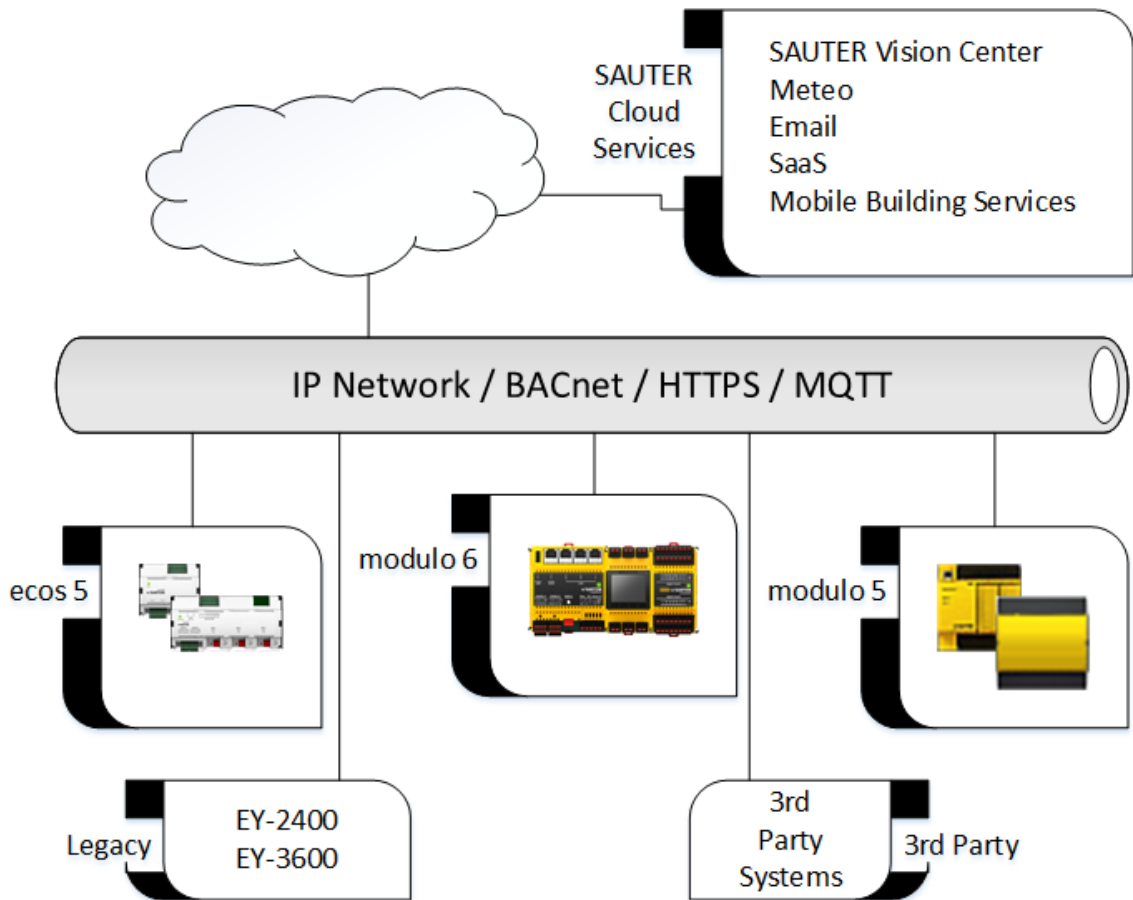 SAUTER
Cloud
Services
SAUTER Vision Center
Meteo
Email
SaaS
Mobile Building Services
IP Network / BACnet / HTTPS / MQTT
ecos 5
modulo 6
modulo 5
Legacy
EY-2400
EY-3600
3rd
Party
Systems
3rd Party